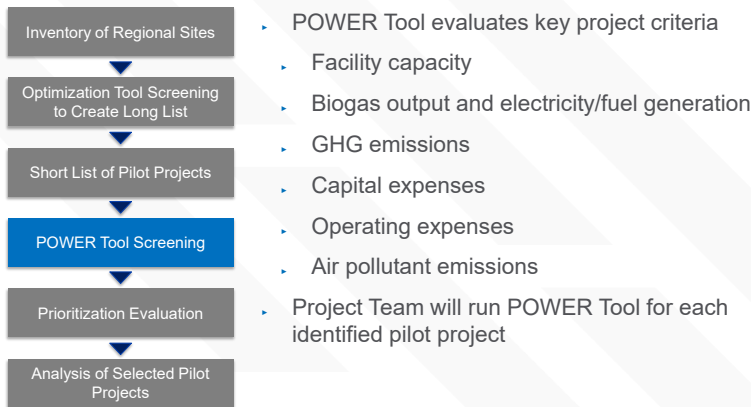 Inventory of Regional Sites
Optimization Tool Screening
to Create Long List
Short List of Pilot Projects
POWER Tool Screening
Prioritization Evaluation
Analysis of Selected Pilot
Projects
POWER Tool evaluates key project criteria
Facility capacity
Biogas output and electricity/fuel generation
GHG emissions
Capital expenses
Operating expenses
Air pollutant emissions
Project Team will run POWER Tool for each
identified pilot project